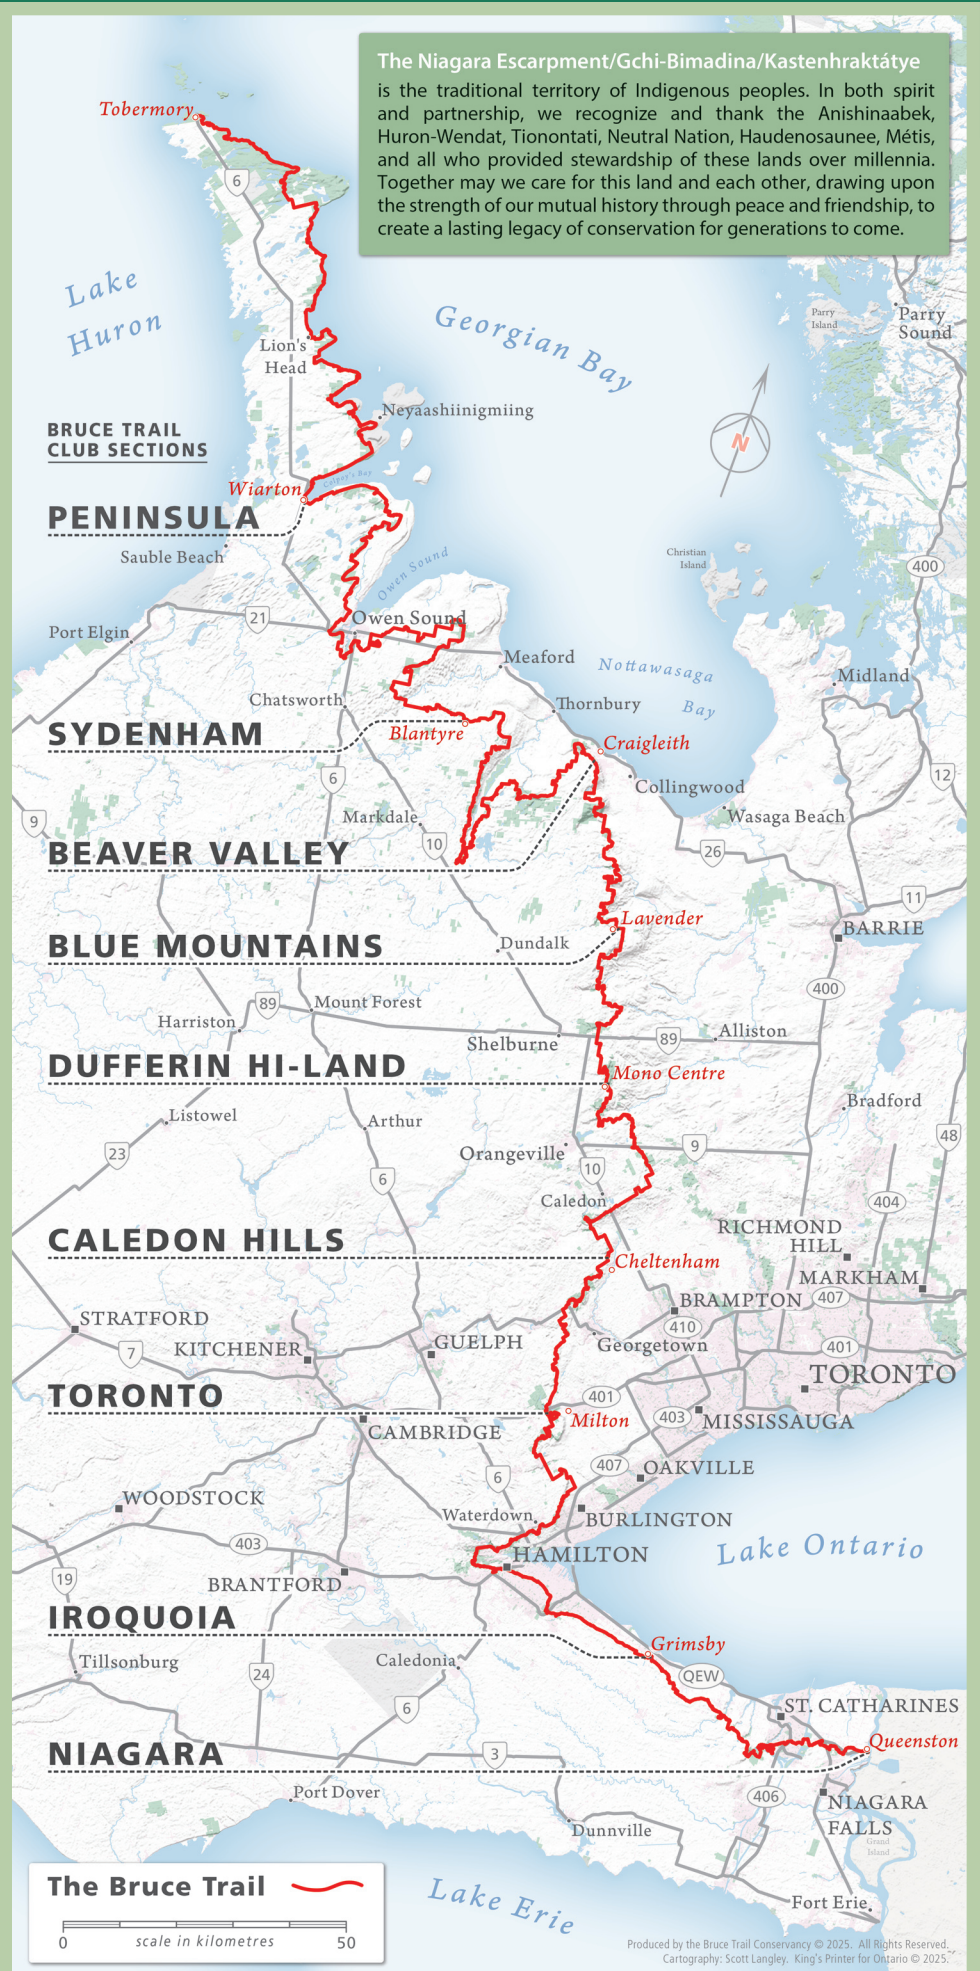 The Niagara Escarpment/Gchi-Bimadina/Kastenhraktátye
is the traditional territory of Indigenous peoples. In both spirit
and partnership, we recognize and thank the Anishinaabek,
Huron-Wendat, Tionontati, Neutral Nation, Haudenosaunee, Métis,
and all who provided stewardship of these lands over millennia.
Together may we care for this land and each other, drawing upon
the strength of our mutual history through peace and friendship, to
create a lasting legacy of conservation for generations to come.
Tobermory
6
Lake
Huron
Georgian Bay
Parry
Island
Parry
Sound
Lion's
Head
Neyaashiinigmiing
N
BRUCE TRAIL
CLUB SECTIONS
Colpoy's Bay
Wiarton
PENINSULA
Sauble Beach
Owen Sound
Christian
Island
400
21
Owen Sound
Port Elgin
Meaford
Nottawasaga
Bay
Midland
Chatsworth
Thornbury
SYDENHAM
Blantyre
Craigleith
6
Collingwood
12
9
Markdale
Wasaga Beach
10
26
BEAVER VALLEY
11
Lavender
BARRIE
BLUE MOUNTAINS
Dundalk
400
89
Mount Forest
Harriston
Shelburne
89
Alliston
DUFFERIN HI-LAND
Mono Centre
Bradford
Listowel
Arthur
48
23
Orangeville
9
10
6
Caledon
404
RICHMOND
HILL
CALEDON HILLS
Cheltenham
MARKHAM
BRAMPTON
407
STRATFORD
410
7
KITCHENER
GUELPH
Georgetown
401
TORONTO
TORONTO
401
Milton
403
MISSISSAUGA
CAMBRIDGE
407
OAKVILLE
6
WOODSTOCK
Waterdown
BURLINGTON
403
HAMILTON
Lake Ontario
19
BRANTFORD
IROQUOIA
Grimsby
Tillsonburg
Caledonia
QEW
24
6
ST. CATHARINES
NIAGARA
3
Queenston
Port Dover
406
NIAGARA
FALLS
Dunnville
Grand
Island
The Bruce Trail
Lake Erie
Fort Erie
0
scale in kilometres
50
Produced by the Bruce Trail Conservancy © 2025. All Rights Reserved.
Cartography: Scott Langley. King's Printer for Ontario © 2025.